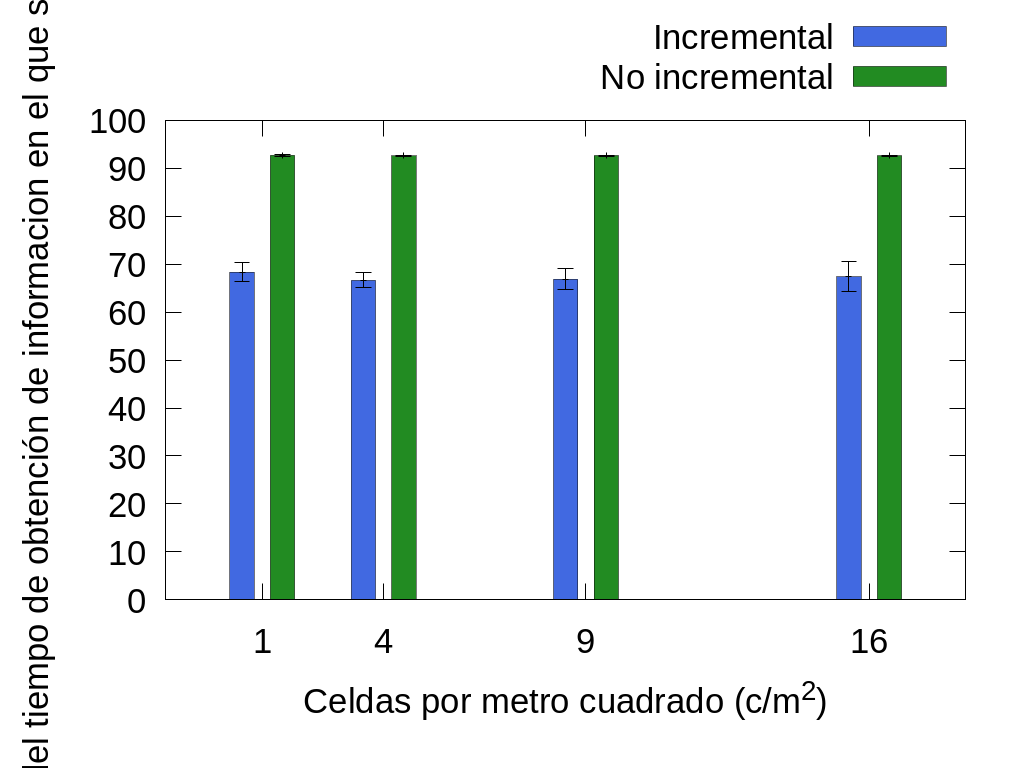 Incremental
No incremental
100
90
80
70
60
50
40
30
20
10
0
tiempo de obtención de informacion en el que
1 4 9 16
Celdas por metro cuadrado (c/m²)